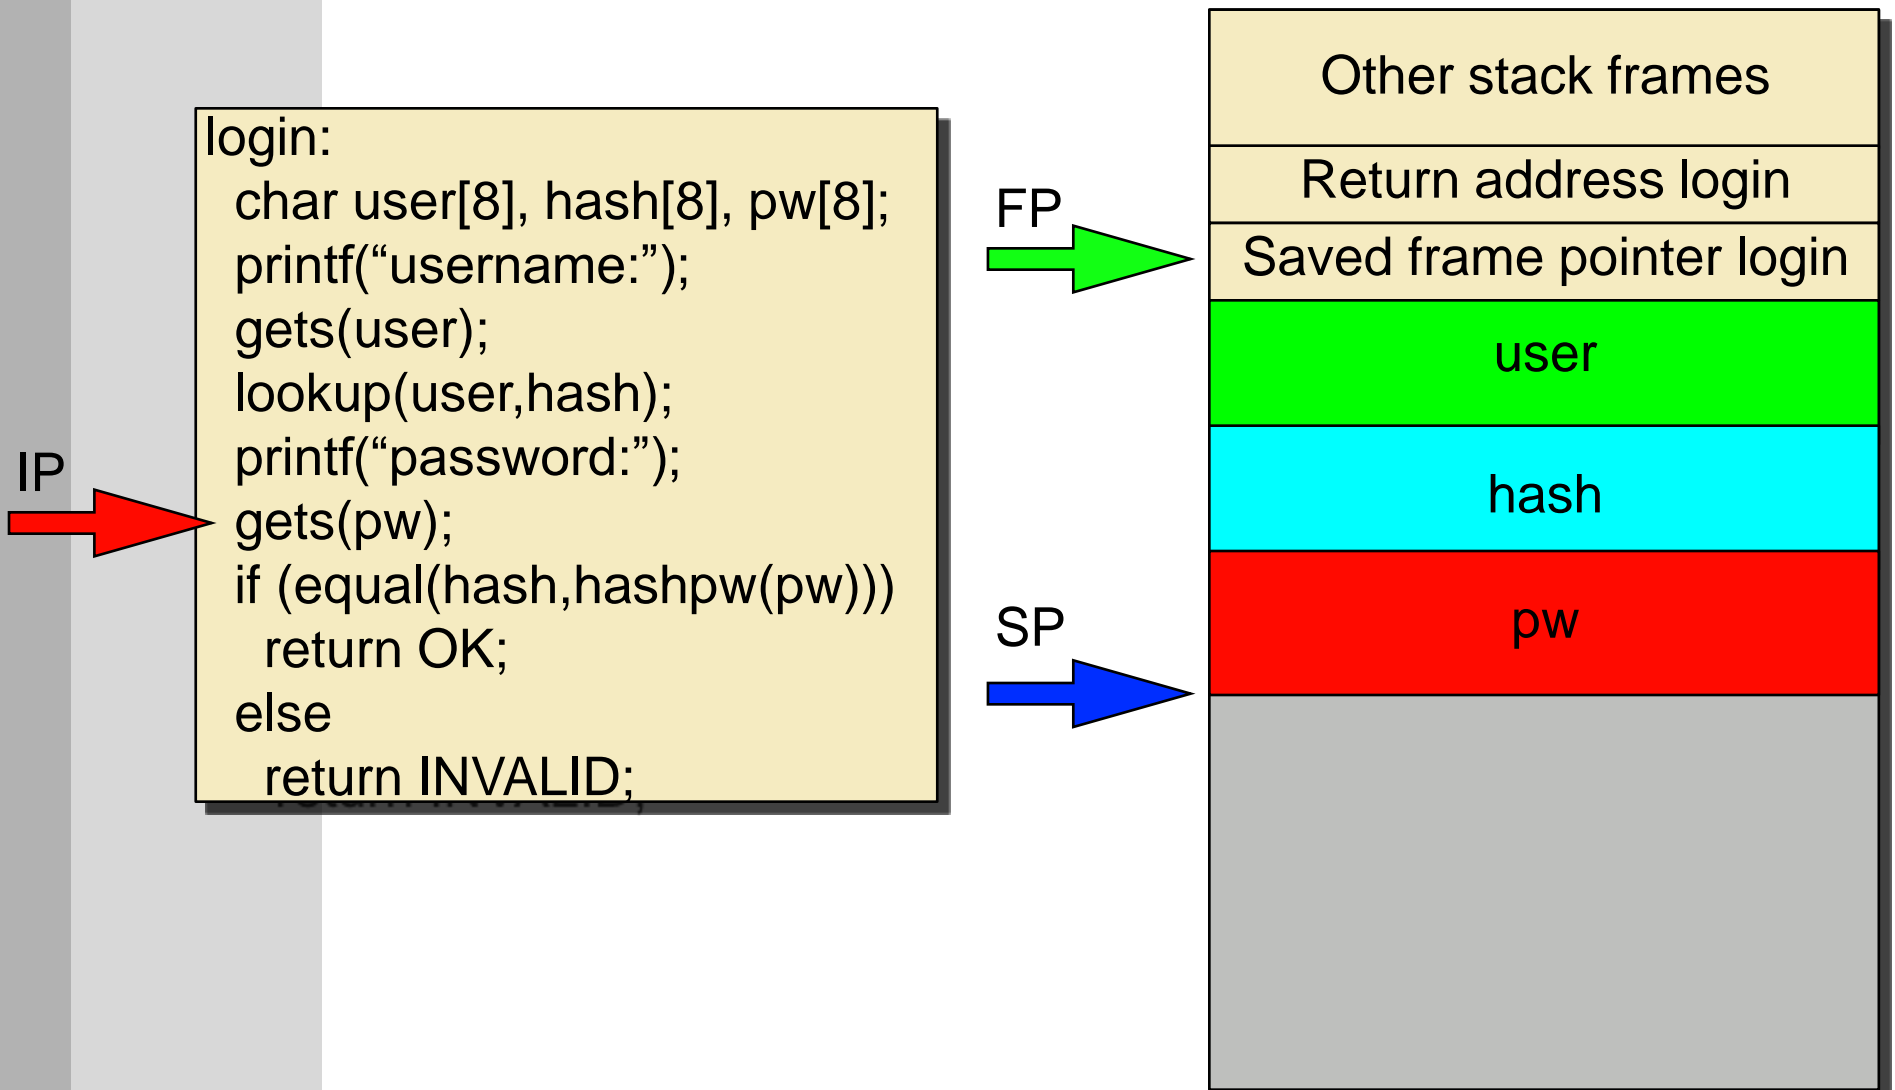 login:
char user[8], hash[8], pw[8];
printf(“username:”);
gets(user);
lookup(user,hash);
printf(“password:”);
gets(pw);
if (equal(hash,hashpw(pw)))
return OK;
else
return INVALID;
IP
FP
SP
Other stack frames
Return address login
Saved frame pointer login
user
hash
pw